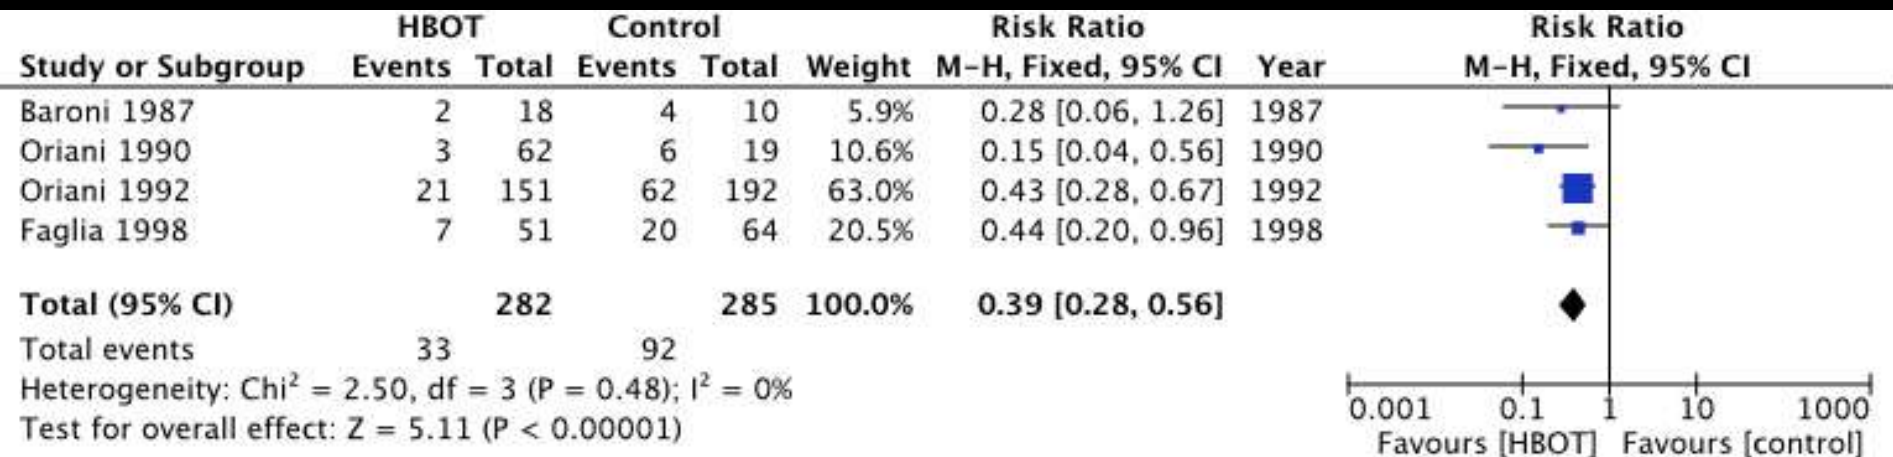 HBOT Control Risk Ratio Risk Ratio
Study or Subgroup Events Total Events Total Weight M-H, Fixed, 95% CI Year M-H, Fixed, 95% CI
Baroni 1987 2 18 4 10 5.9% 0.28 [0.06, 1.26] 1987
Oriani 1990 3 62 6 19 10.6% 0.15 [0.04, 0.56] 1990
Oriani 1992 21 151 62 192 63.0% 0.43 [0.28, 0.67] 1992
Faglia 1998 7 51 20 64 20.5% 0.44 [0.20, 0.96] 1998
Total (95% CI) 282 285 100.0% 0.39 [0.28, 0.56]
Total events 33 92
Heterogeneity: Chi² = 2.50, df = 3 (P = 0.48); I² = 0%
Test for overall effect: Z = 5.11 (P < 0.00001)
0.001 0.1 1 10 1000
Favours [HBOT] Favours [control]